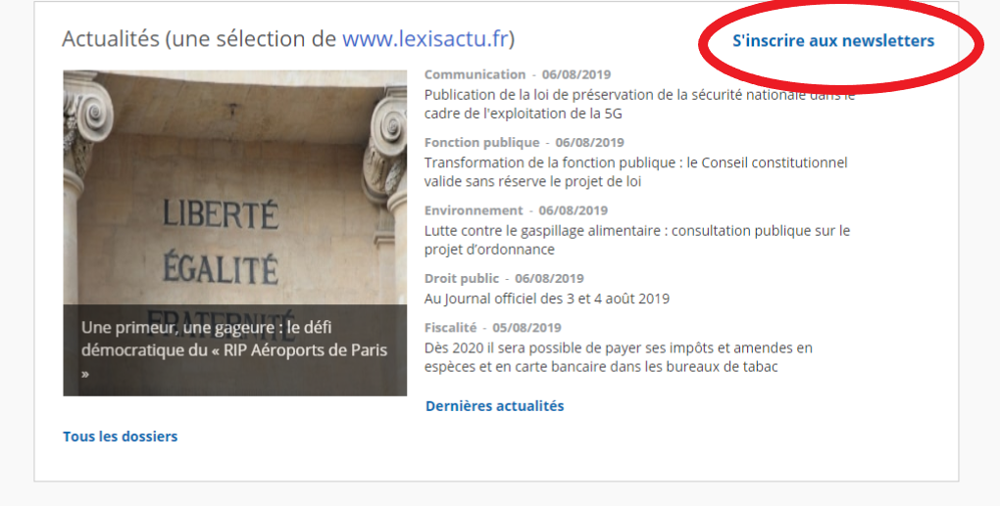 Actualités (une sélection de www.lexisactu.fr)
S'inscrire aux newsletters
LIBERTÉ
ÉGALITÉ
FRATERNITÉ
Une primeur, une gageure : le défi
démocratique du « RIP Aéroports de Paris
»
Tous les dossiers
Communication - 06/08/2019
Publication de la loi de préservation de la sécurité nationale dans le
cadre de l'exploitation de la 5G
Fonction publique - 06/08/2019
Transformation de la fonction publique : le Conseil constitutionnel
valide sans réserve le projet de loi
Environnement - 06/08/2019
Lutte contre le gaspillage alimentaire : consultation publique sur le
projet d’ordonnance
Droit public - 06/08/2019
Au Journal officiel des 3 et 4 août 2019
Fiscalité - 05/08/2019
Dès 2020 il sera possible de payer ses impôts et amendes en
espèces et en carte bancaire dans les bureaux de tabac
Dernières actualités